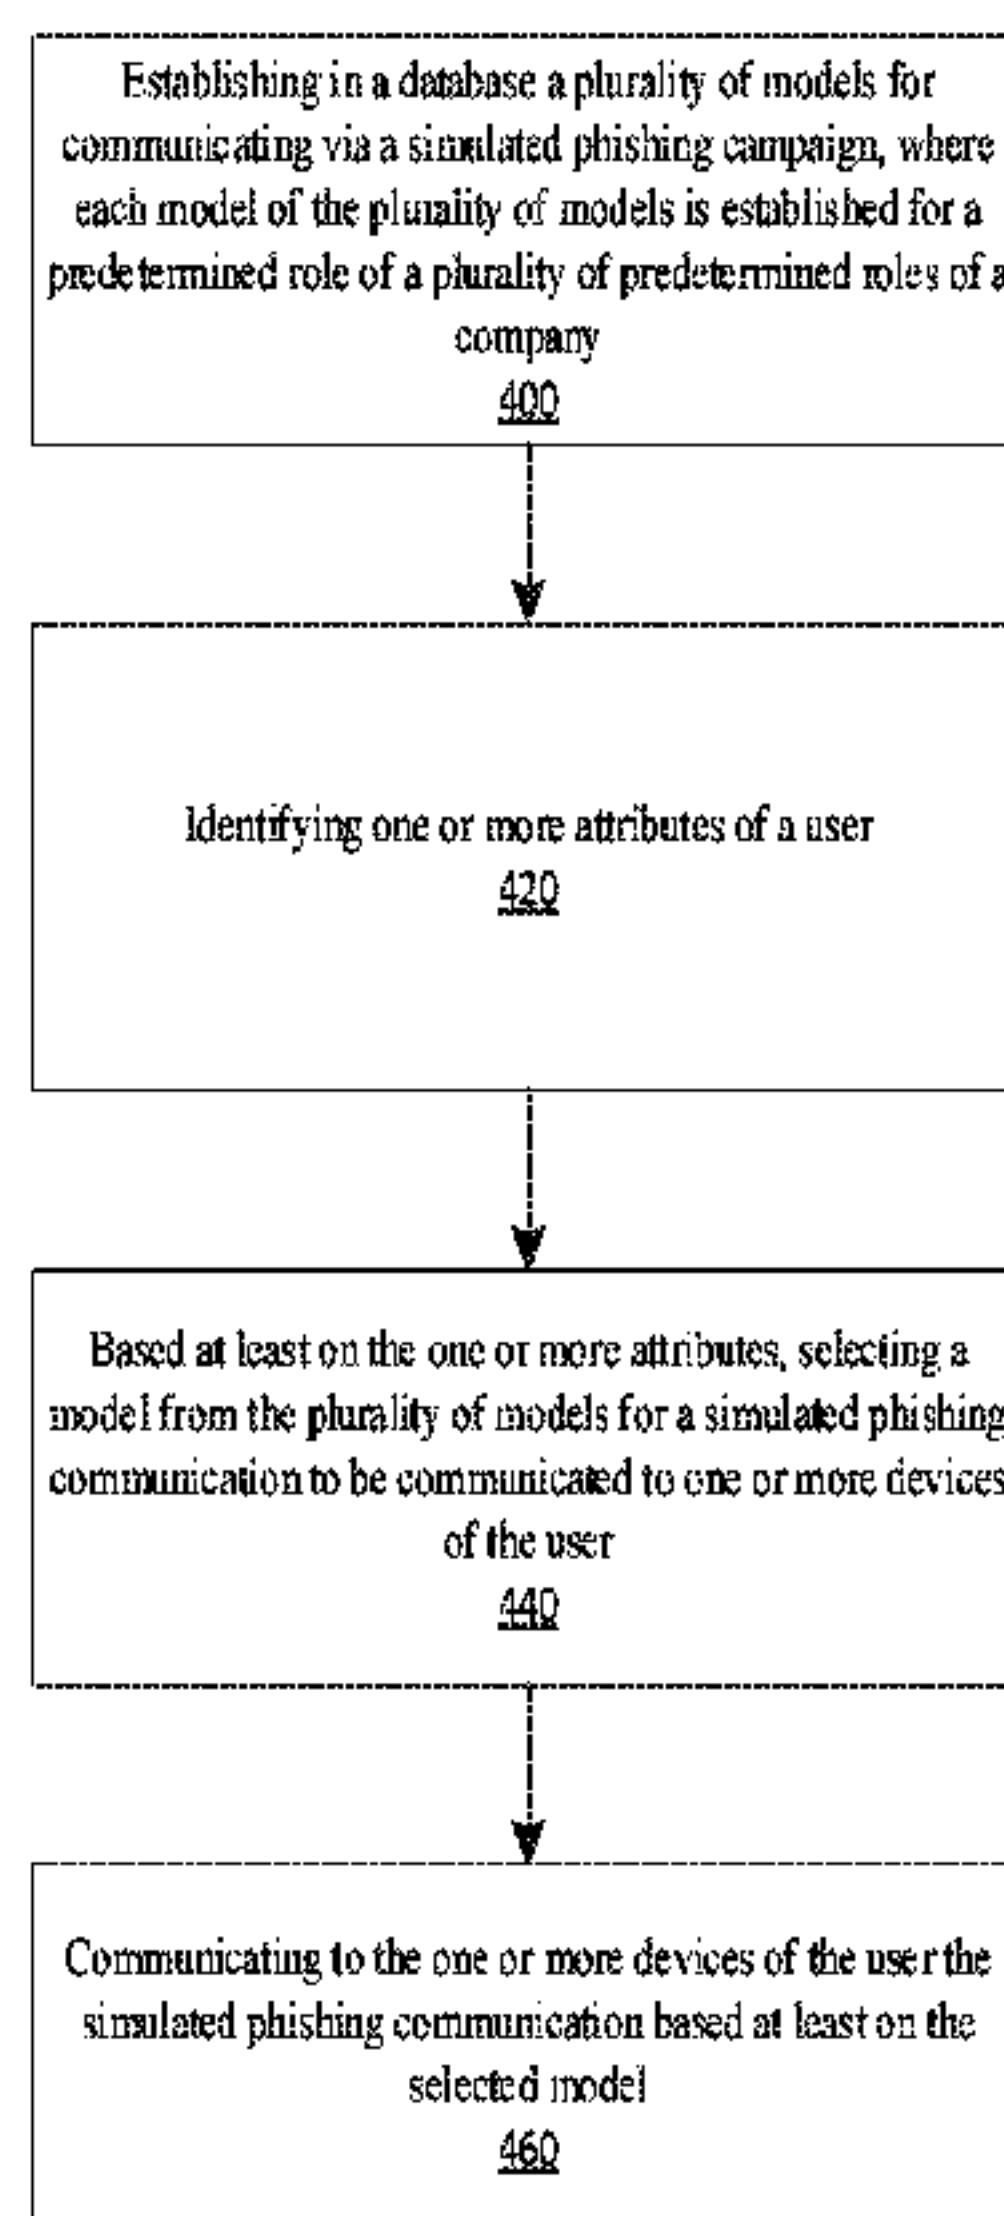 Establishing in a database a plurality of models for
communicating via a simulated phishing campaign, where
each model of the plurality of models is established for a
predetermined role of a plurality of predetermined roles of a
company
400
Identifying one or more attributes of a user
420
Based at least on the one or more attributes, selecting a
model from the plurality of models for a simulated phishing
communication to be communicated to one or more devices
of the user
440
Communicating to the one or more devices of the user the
simulated phishing communication based at least on the
selected model
460